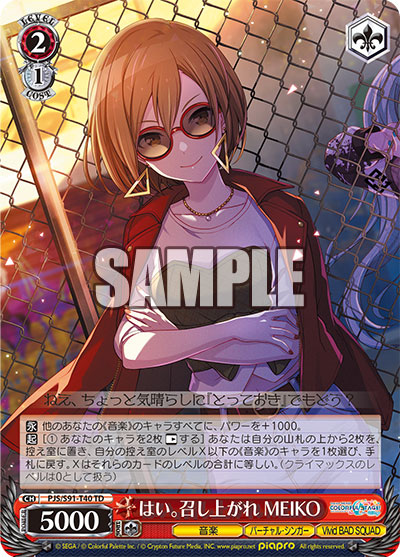 LEVEL
2
1
COST
SAMPLE
ねえ、ちょっと気晴らしに『とっておき』でもどう？
永 他のあなたの《音楽》のキャラすべてに、パワーを＋1000。
起 ［① あなたのキャラを2枚する］ あなたは自分の山札の上から2枚を、
控え室に置き、自分の控え室のレベルX以下の《音楽》のキャラを1枚選び、手
札に戻す。Xはそれらのカードのレベルの合計に等しい。（クライマックスのレ
ベルは0として扱う）
CH PJS/S91-T40 TD
5000
はい。召し上がれ MEIKO
COLORFUL STAGE!
音楽
バーチャル・シンガー
Vivid BAD SQUAD
© SEGA / © Colorful Palette Inc. / © Crypton Future Media, INC. www.piapro.net piapro All rights reserved.